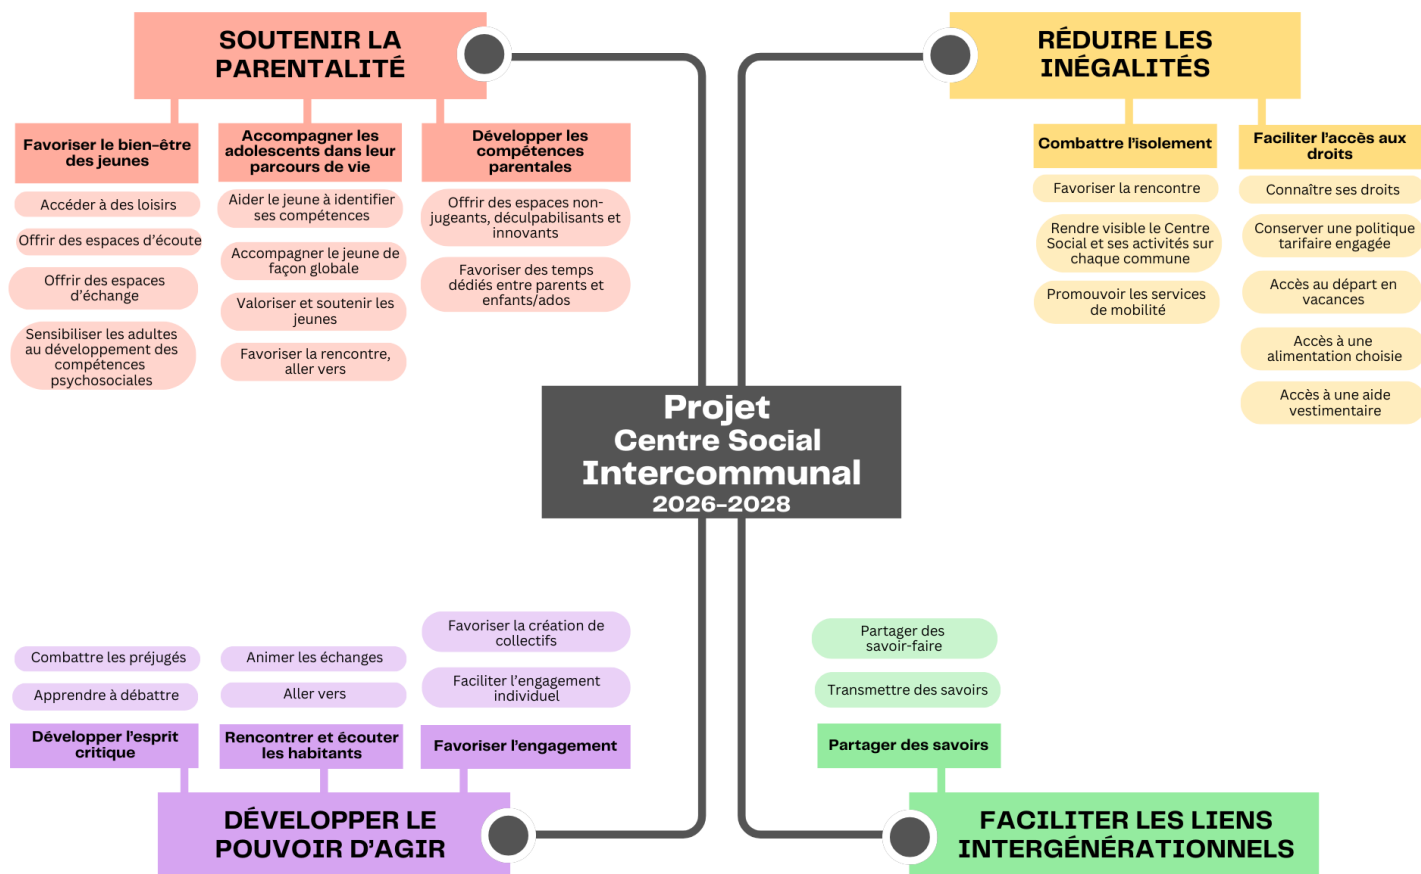 SOUTENIR LA
PARENTALITÉ
Favoriser le bien-être
des jeunes
Accéder à des loisirs
Offrir des espaces d'écoute
Offrir des espaces
d'échange
Sensibiliser les adultes
au développement des
compétences
psychosociales
Accompagner les
adolescents dans leur
parcours de vie
Aider le jeune à identifier
ses compétences
Accompagner le jeune de
façon globale
Valoriser et soutenir les
jeunes
Favoriser la rencontre,
aller vers
Développer les
compétences
parentales
Offrir des espaces non-
jugeants, déculpabilisants et
innovants
Favoriser des temps
dédiés entre parents et
enfants/ados
RÉDUIRE LES
INÉGALITÉS
Combattre l'isolement
Favoriser la rencontre
Rendre visible le Centre
Social et ses activités sur
chaque commune
Promouvoir les services
de mobilité
Faciliter l'accès aux
droits
Connaître ses droits
Conserver une politique
tarifaire engagée
Accès au départ en
vacances
Accès à une
alimentation choisie
Accès à une aide
vestimentaire
Projet
Centre Social
Intercommunal
2026-2028
Combattre les préjugés
Apprendre à débattre
Développer l'esprit
critique
Animer les échanges
Aller vers
Rencontrer et écouter
les habitants
Favoriser la création de
collectifs
Faciliter l'engagement
individuel
Favoriser l'engagement
DÉVELOPPER LE
POUVOIR D'AGIR
Partager des
savoir-faire
Transmettre des savoirs
Partager des savoirs
FACILITER LES LIENS
INTERGÉNÉRATIONNELS